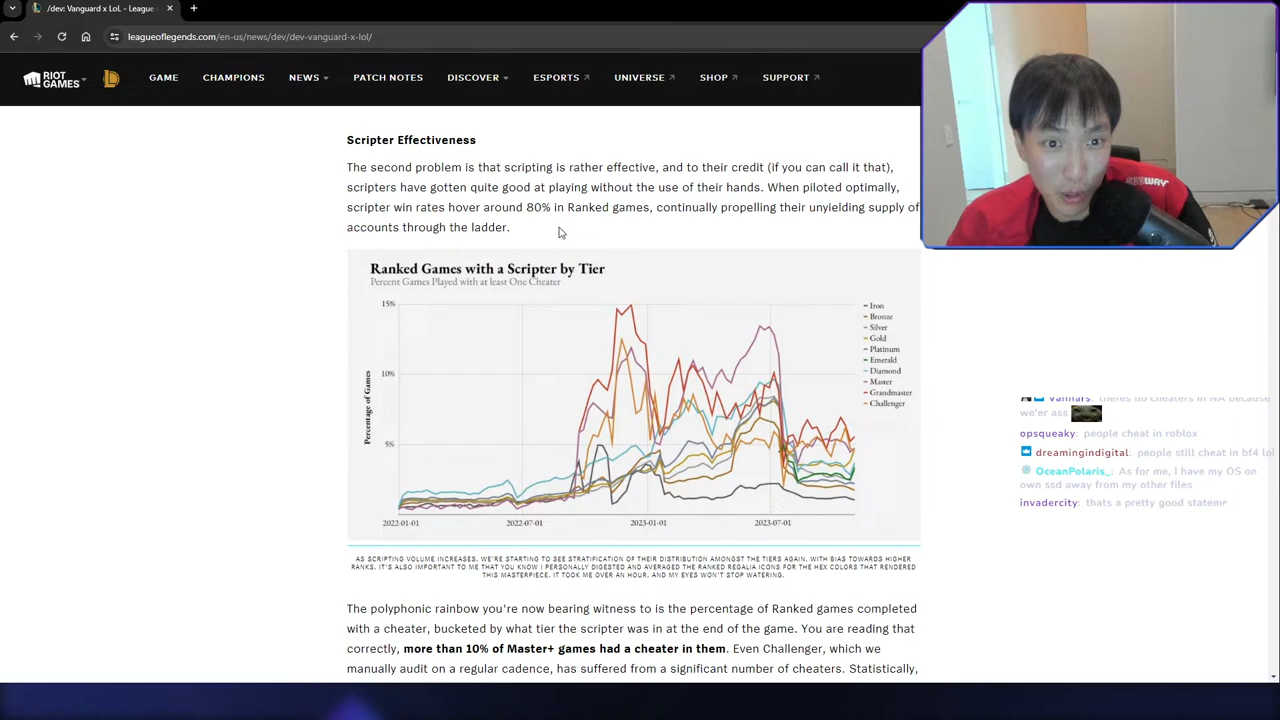 /dev: Vanguard x LoL - League
leagueoflegends.com/en-us/news/dev/dev-vanguard-x-lol/
RIOT GAMES
GAME CHAMPIONS NEWS PATCH NOTES DISCOVER ESPORTS UNIVERSE SHOP SUPPORT
Scripter Effectiveness
The second problem is that scripting is rather effective, and to their credit (if you can call it that),
scripters have gotten quite good at playing without the use of their hands. When piloted optimally,
scripter win rates hover around 80% in Ranked games, continually propelling their unyielding supply of
accounts through the ladder.
Ranked Games with a Scripter by Tier
Percent Games Played with at least One Cheater
15%
10%
5%
Percentage of Games
Iron
Bronze
Silver
Gold
Platinum
Emerald
Diamond
Master
Grandmaster
Challenger
2022-01-01 2022-07-01 2023-01-01 2023-07-01
AS SCRIPTING VOLUME INCREASES, WE'RE STARTING TO SEE STRATIFICATION OF THEIR DISTRIBUTION AMONGST THE TIERS AGAIN, WITH BIAS TOWARDS HIGHER
RANKS. IT'S ALSO IMPORTANT TO ME THAT YOU KNOW I PERSONALLY DIGESTED AND AVERAGED THE RANKED REGALIA ICONS FOR THE HEX COLORS THAT RENDERED
THIS MASTERPIECE. IT TOOK ME OVER AN HOUR, AND MY EYES WON'T STOP WATERING.
The polyphonic rainbow you're now bearing witness to is the percentage of Ranked games completed
with a cheater, bucketed by what tier the scripter was in at the end of the game. You are reading that
correctly, more than 10% of Master+ games had a cheater in them. Even Challenger, which we
manually audit on a regular cadence, has suffered from a significant number of cheaters. Statistically,
theres no cheaters in NA because
we'er ass
opsqueaky: people cheat in roblox
dreamingindigital: people still cheat in bf4 lol
OceanPolaris_: As for me, I have my OS on
own ssd away from my other files
invadercity: thats a pretty good stateme